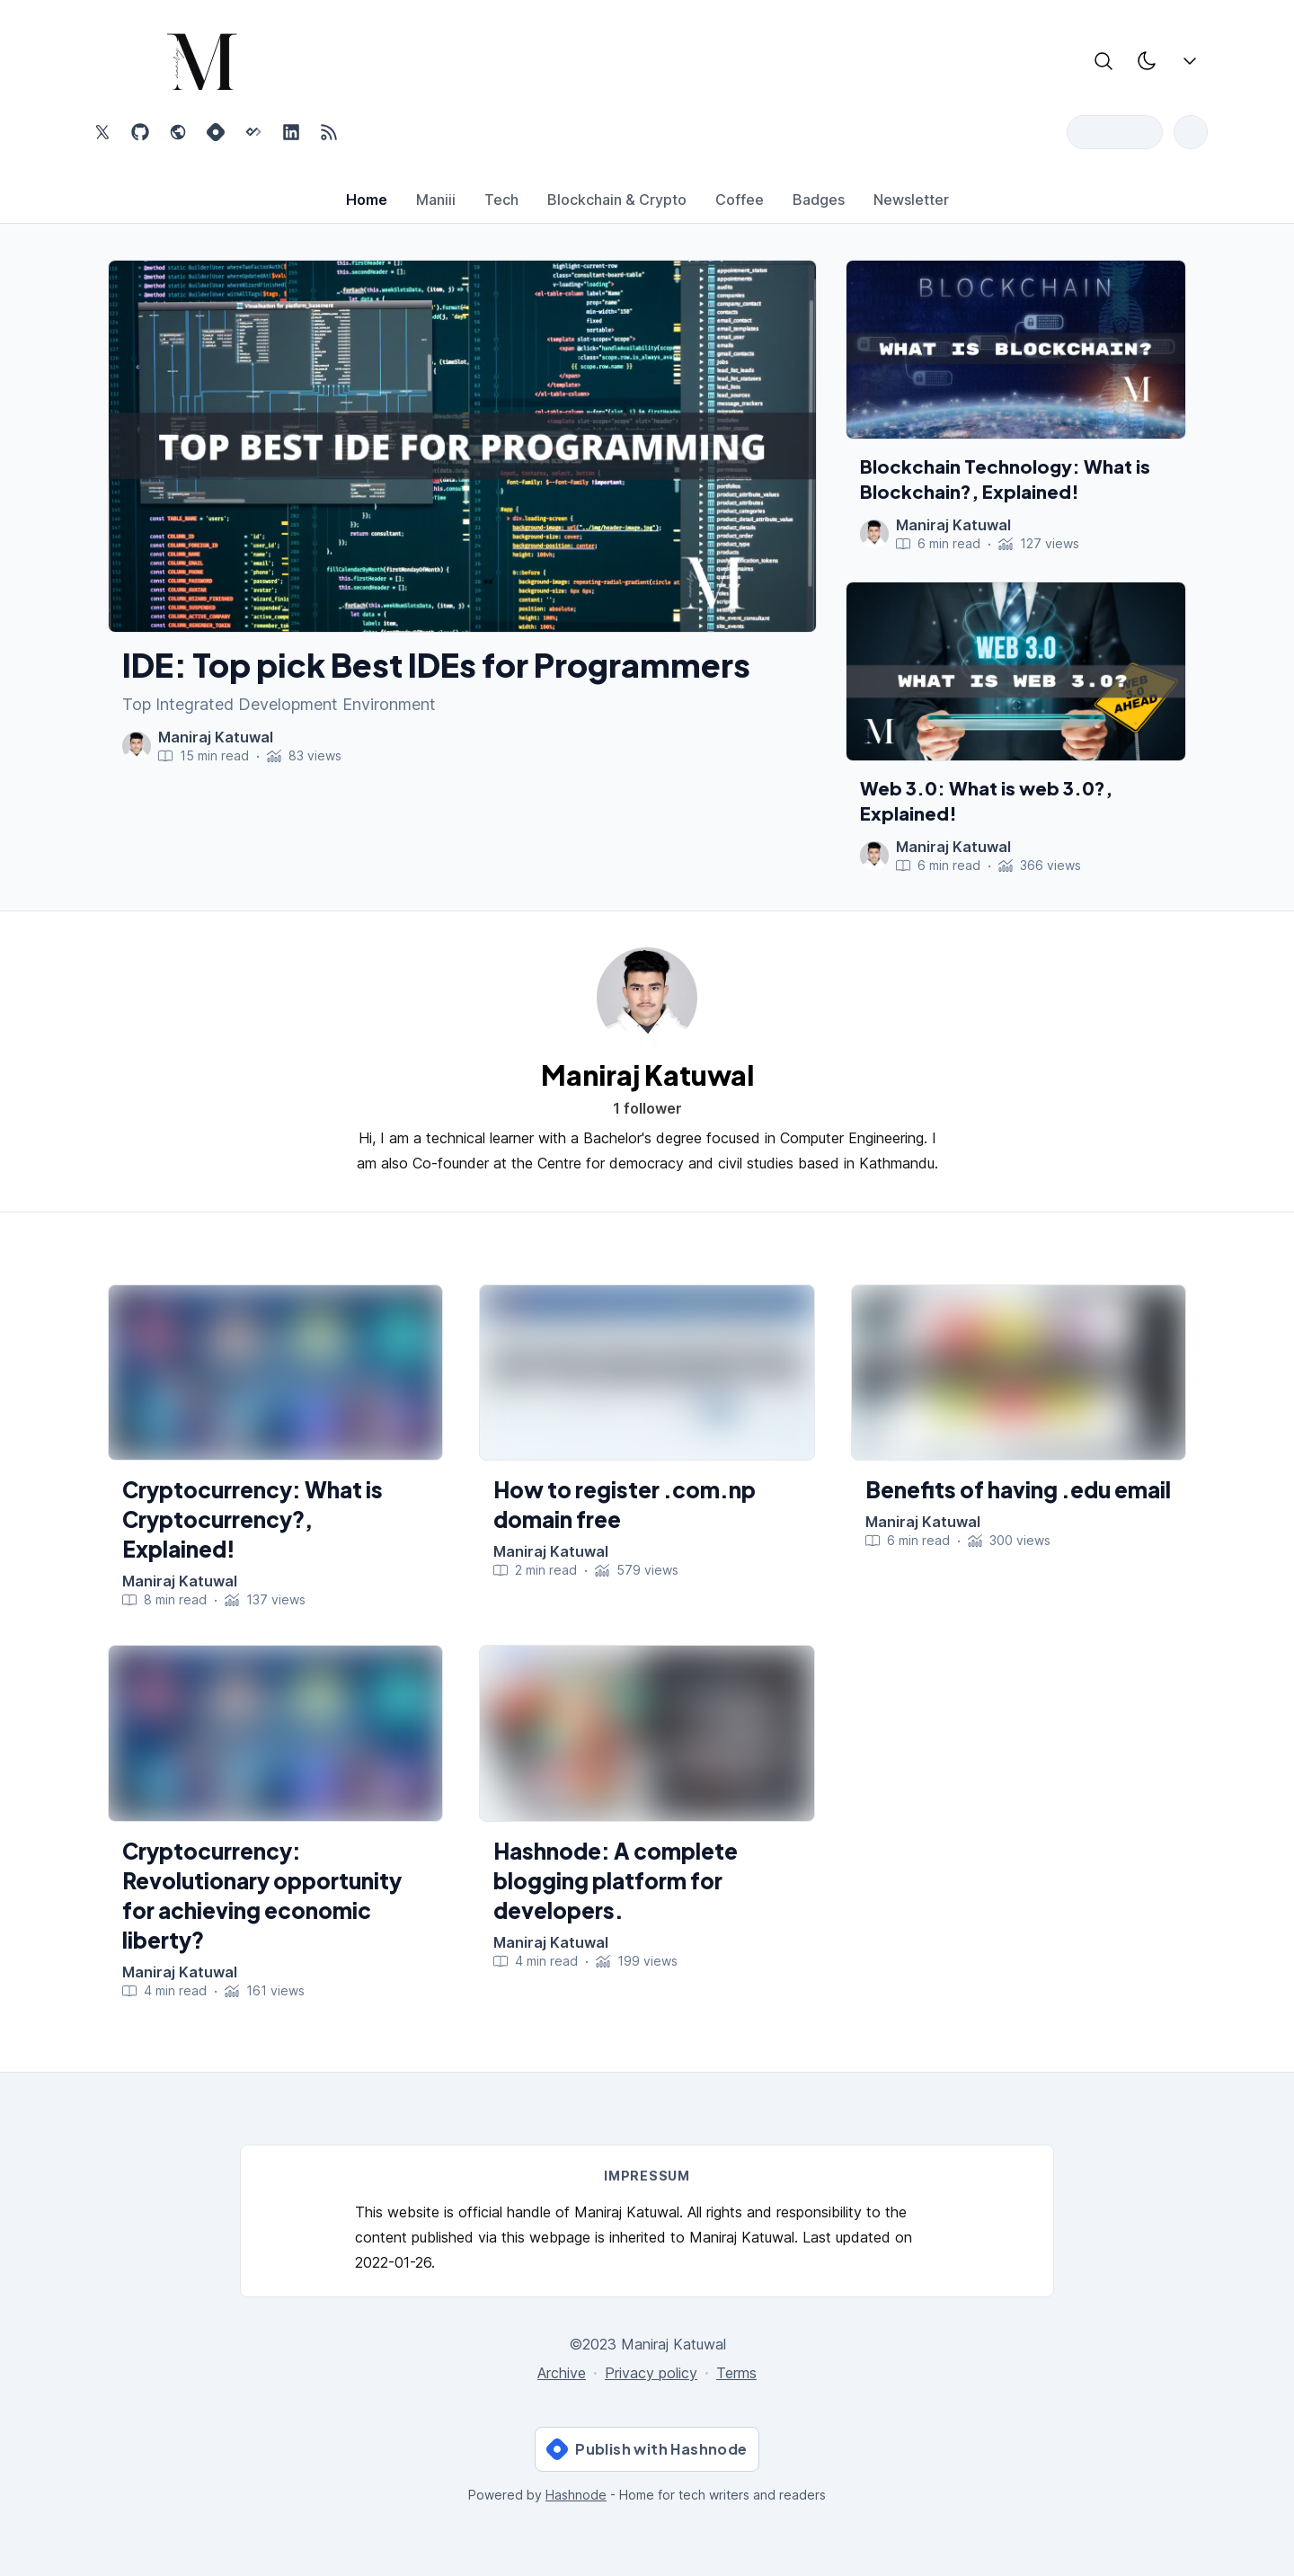 M
Home Maniii Tech Blockchain & Crypto Coffee Badges Newsletter
TOP BEST IDE FOR PROGRAMMING
M
IDE: Top pick Best IDEs for Programmers
Top Integrated Development Environment
Maniraj Katuwal
15 min read · 83 views
BLOCKCHAIN
WHAT IS BLOCKCHAIN?
M
Blockchain Technology: What is
Blockchain?, Explained!
Maniraj Katuwal
6 min read · 127 views
WEB 3.0
WHAT IS WEB 3.0?
WEB
3.0
AHEAD
M
Web 3.0: What is web 3.0?,
Explained!
Maniraj Katuwal
6 min read · 366 views
Maniraj Katuwal
1 follower
Hi, I am a technical learner with a Bachelor's degree focused in Computer Engineering. I
am also Co-founder at the Centre for democracy and civil studies based in Kathmandu.
Cryptocurrency: What is
Cryptocurrency?,
Explained!
Maniraj Katuwal
8 min read · 137 views
How to register .com.np
domain free
Maniraj Katuwal
2 min read · 579 views
Benefits of having .edu email
Maniraj Katuwal
6 min read · 300 views
Cryptocurrency:
Revolutionary opportunity
for achieving economic
liberty?
Maniraj Katuwal
4 min read · 161 views
Hashnode: A complete
blogging platform for
developers.
Maniraj Katuwal
4 min read · 199 views
IMPRESSUM
This website is official handle of Maniraj Katuwal. All rights and responsibility to the
content published via this webpage is inherited to Maniraj Katuwal. Last updated on
2022-01-26.
©2023 Maniraj Katuwal
Archive · Privacy policy · Terms
Publish with Hashnode
Powered by Hashnode - Home for tech writers and readers